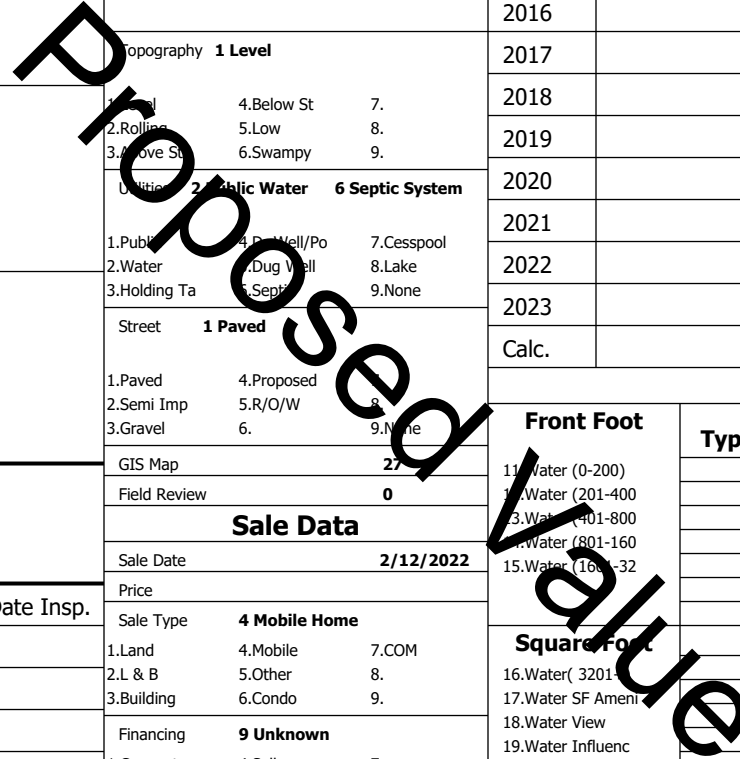 Topography 1 Level
1.Level 4.Below St 7.
2.Rolling 5.Low 8.
3.Above St 6.Swampy 9.
Utilities 2 Public Water 6 Septic System
1.Public 4.Dr Well/Po 7.Cesspool
2.Water 5.Dug Well 8.Lake
3.Holding Ta 6.Septic 9.None
Street 1 Paved
1.Paved 4.Proposed 7.
2.Semi Imp 5.R/O/W 8.
3.Gravel 6. 9.None
GIS Map 27
Field Review 0
Sale Data
Sale Date 2/12/2022
Price
Sale Type 4 Mobile Home
1.Land 4.Mobile 7.COM
2.L & B 5.Other 8.
3.Building 6.Condo 9.
Financing 9 Unknown
Date Insp.
2016
2017
2018
2019
2020
2021
2022
2023
Calc.
Front Foot
Typ
11.Water (0-200)
12.Water (201-400
13.Water (401-800
14.Water (801-160
15.Water (1601-32
Square Foot
16.Water( 3201-
17.Water SF Ameni
18.Water View
19.Water Influenc
Proposed Value